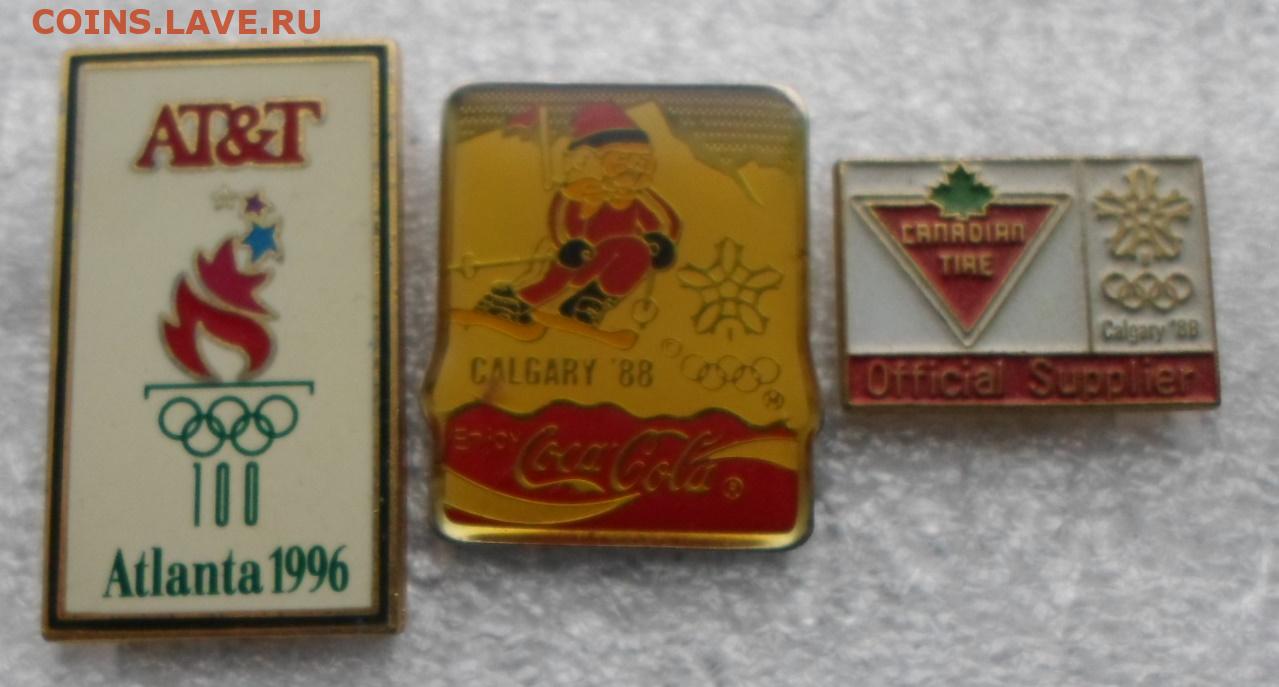 COINS.LAVE.RU
AT&T
100
Atlanta 1996
CALGARY '88
Enjoy
Coca-Cola ®
CANADIAN
TIRE
Calgary '88
Official Supplier